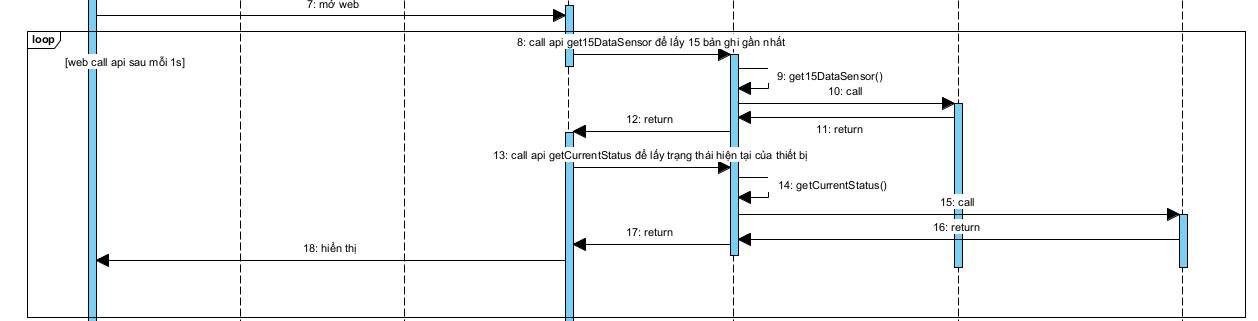 7: mở web
loop
8: call api get15DataSensor để lấy 15 bản ghi gần nhất
[web call api sau mỗi 1s]
9: get15DataSensor()
10: call
12: return
11: return
13: call api getCurrentStatus để lấy trạng thái hiện tại của thiết bị
14: getCurrentStatus()
15: call
16: return
17: return
18: hiển thị